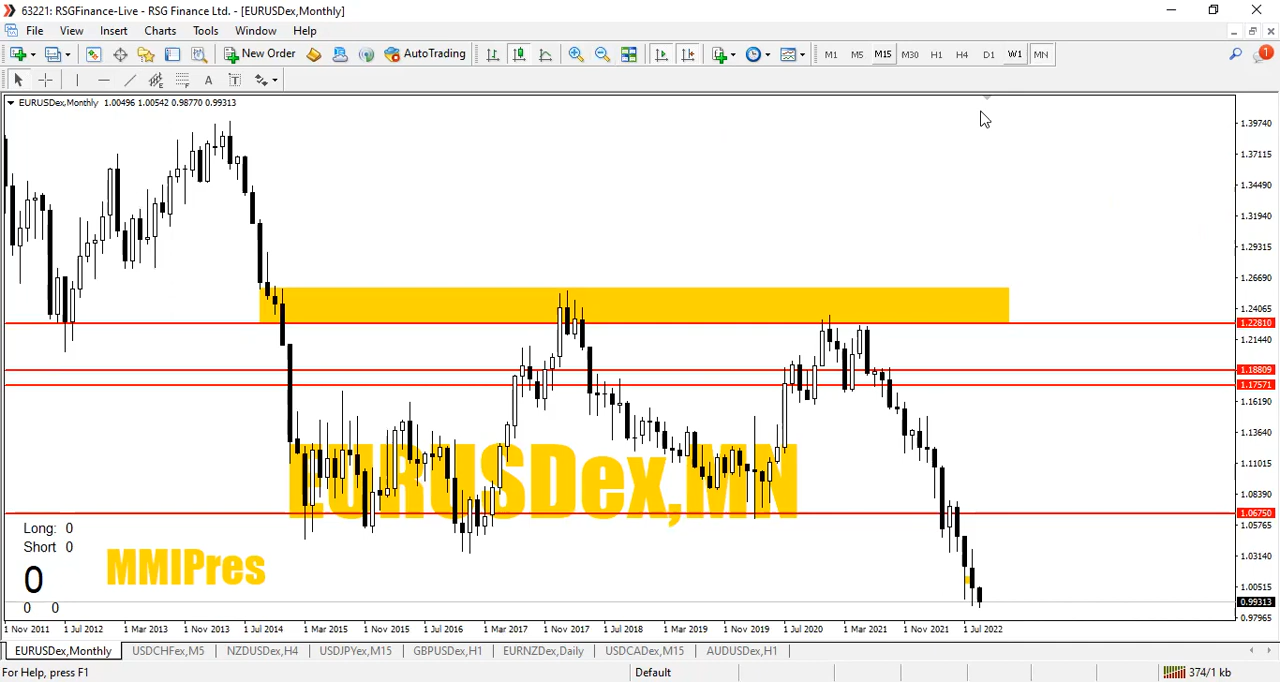 63221: RSGFinance-Live - RSG Finance Ltd. - [EURUSDex,Monthly]
File View Insert Charts Tools Window Help
New Order AutoTrading M1 M5 M15 M30 H1 H4 D1 W1 MN 1
A T
EURUSDex,Monthly 1.00496 1.00542 0.98770 0.99313
1.39740
1.37115
1.34490
1.31940
1.29315
1.26690
1.24065
1.22810
1.21440
1.18809
1.17571
1.16190
1.13640
1.11015
1.08390
1.06750
1.05765
1.03140
1.00515
0.99313
0.97965
EURUSDex,MN
Long: 0
Short 0
0
0 0
MMIPres
1 Nov 2011 1 Jul 2012 1 Mar 2013 1 Nov 2013 1 Jul 2014 1 Mar 2015 1 Nov 2015 1 Jul 2016 1 Mar 2017 1 Nov 2017 1 Jul 2018 1 Mar 2019 1 Nov 2019 1 Jul 2020 1 Mar 2021 1 Nov 2021 1 Jul 2022
EURUSDex,Monthly USDCHFex,M5 NZDUSDex,H4 USDJPYex,M15 GBPUSDex,H1 EURNZDex,Daily USDCADex,M15 AUDUSDex,H1
For Help, press F1 Default 374/1 kb